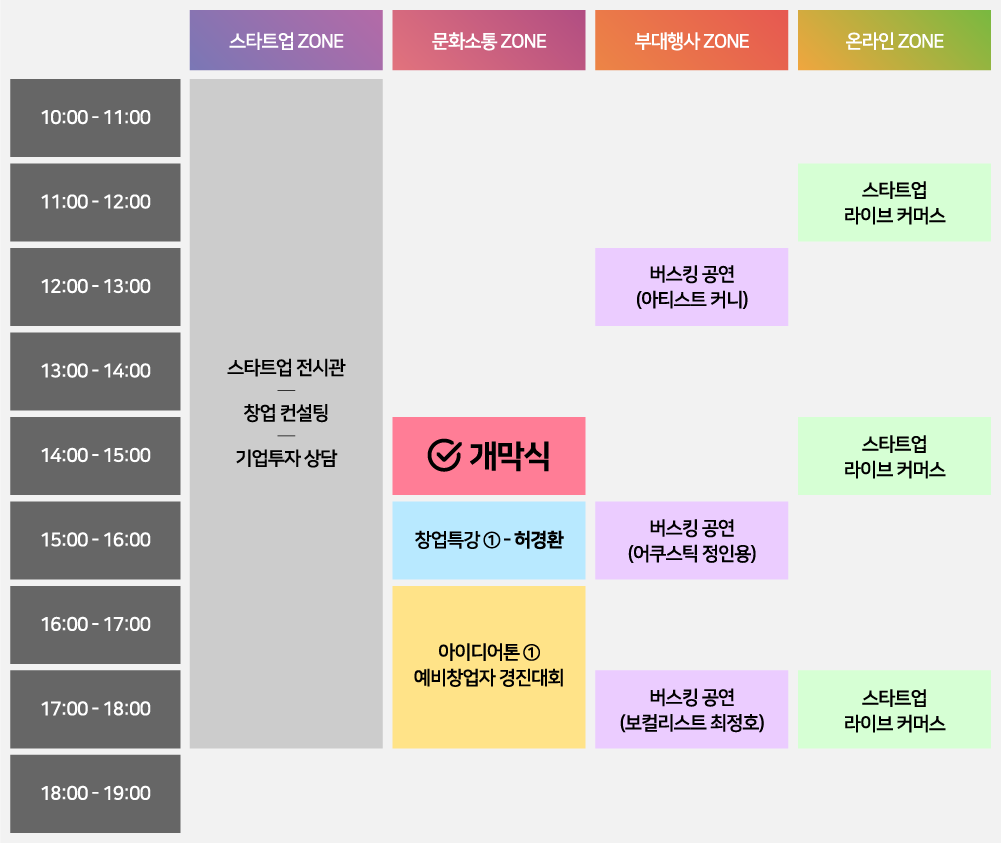 스타트업 ZONE
문화소통 ZONE
부대행사 ZONE
온라인 ZONE
10:00 - 11:00
11:00 - 12:00
스타트업
라이브 커머스
12:00 - 13:00
버스킹 공연
(아티스트 커니)
13:00 - 14:00
스타트업 전시관
창업 컨설팅
기업투자 상담
14:00 - 15:00
개막식
스타트업
라이브 커머스
15:00 - 16:00
창업특강 ① - 허경환
버스킹 공연
(어쿠스틱 정인용)
16:00 - 17:00
아이디어톤 ①
예비창업자 경진대회
17:00 - 18:00
버스킹 공연
(보컬리스트 최정호)
스타트업
라이브 커머스
18:00 - 19:00